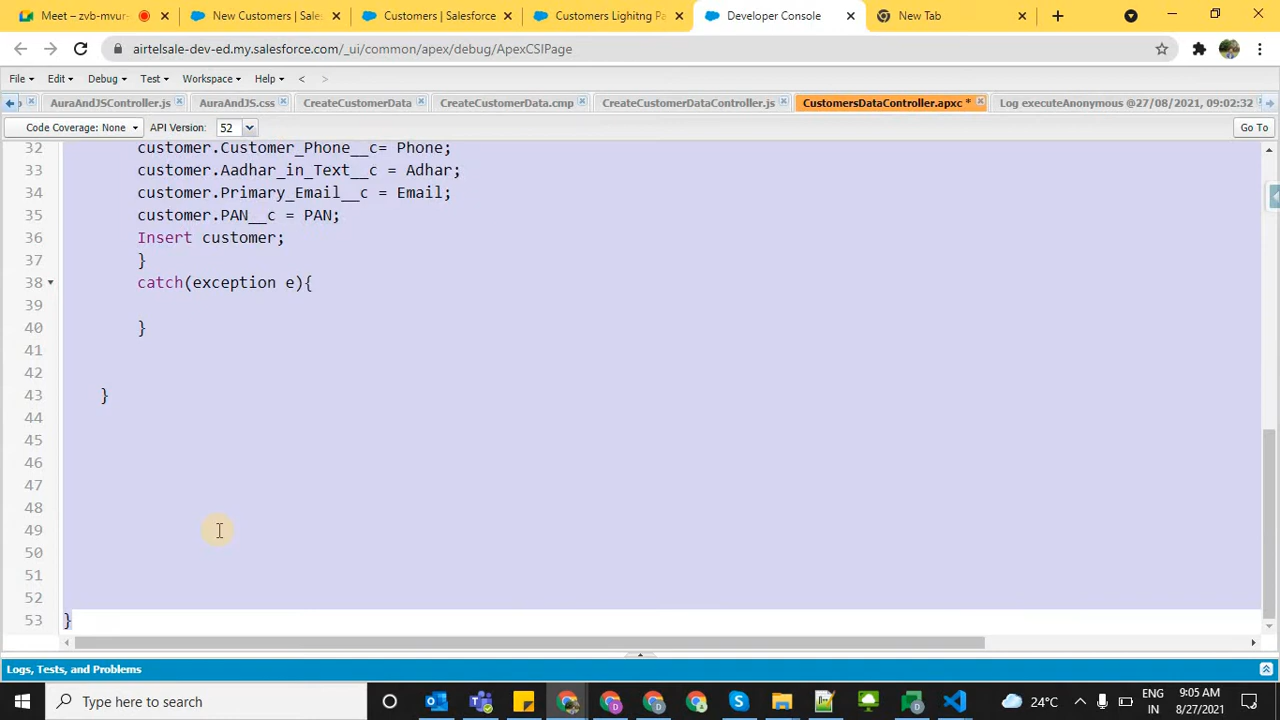 Meet – zvb-mvur
New Customers | Sales
Customers | Salesforce
Customers Lighitng Pa
Developer Console
New Tab
airtelsale-dev-ed.my.salesforce.com/_ui/common/apex/debug/ApexCSIPage
File Edit Debug Test Workspace Help < >
AuraAndJSController.js AuraAndJS.css CreateCustomerData CreateCustomerData.cmp CreateCustomerDataController.js CustomersDataController.apxc * Log executeAnonymous @27/08/2021, 09:02:32
Code Coverage: None API Version: 52 Go To
32 customer.Customer_Phone__c= Phone;
33 customer.Aadhar_in_Text__c = Adhar;
34 customer.Primary_Email__c = Email;
35 customer.PAN__c = PAN;
36 Insert customer;
37 }
38 catch(exception e){
39
40 }
41
42
43 }
44
45
46
47
48
49
50
51
52
53 }
Logs, Tests, and Problems
Type here to search
24°C
ENG
IN
9:05 AM
8/27/2021